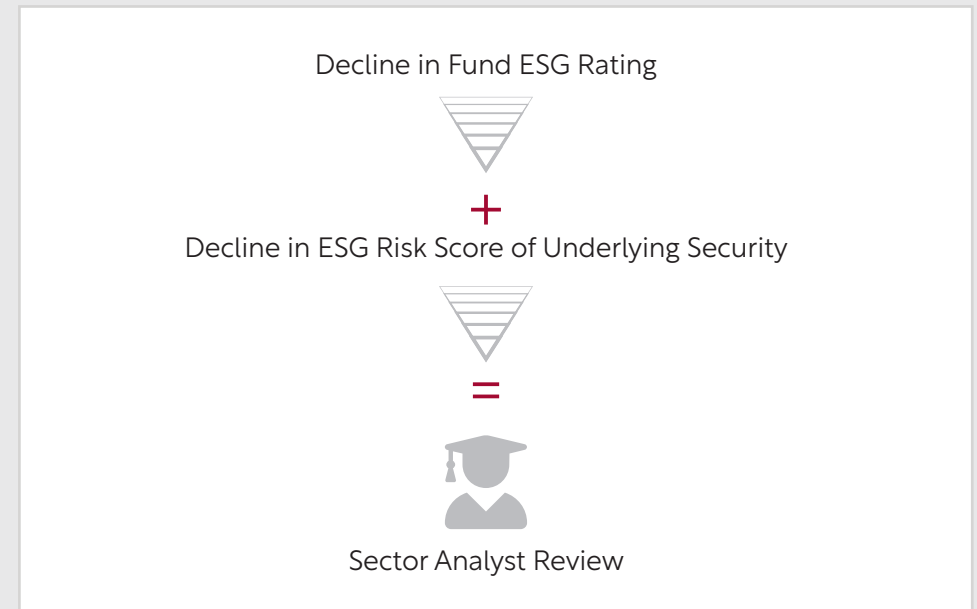 Decline in Fund ESG Rating
+
Decline in ESG Risk Score of Underlying Security
=
Sector Analyst Review